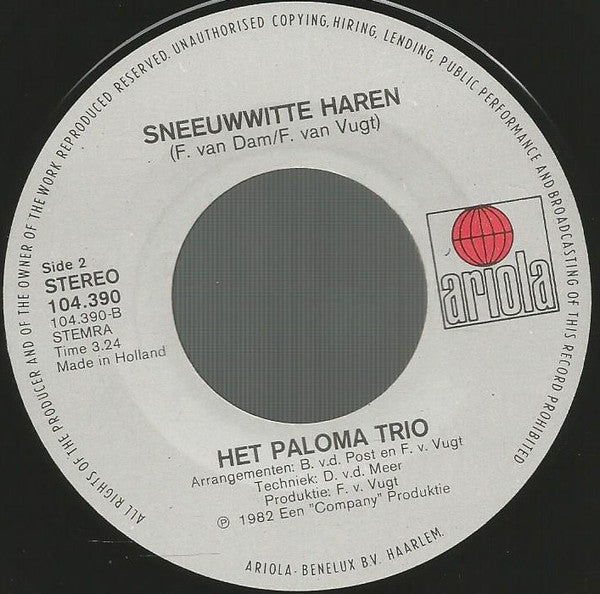 ALL RIGHTS OF THE PRODUCER AND OF THE OWNER OF THE WORK REPRODUCED RESERVED. UNAUTHORISED COPYING, HIRING, LENDING, PUBLIC PERFORMANCE AND BROADCASTING OF THIS RECORD PROHIBITED
SNEEUWWITTE HAREN
(F. van Dam/F. van Vugt)
ariola
Side 2
STEREO
104.390
104.390-B
STEMRA
Time 3.24
Made in Holland
HET PALOMA TRIO
Arrangementen: B. v.d. Post en F. v. Vugt
Techniek: D. v.d. Meer
Produktie: F. v. Vugt
℗ 1982 Een "Company" Produktie
ARIOLA - BENELUX B.V. HAARLEM.